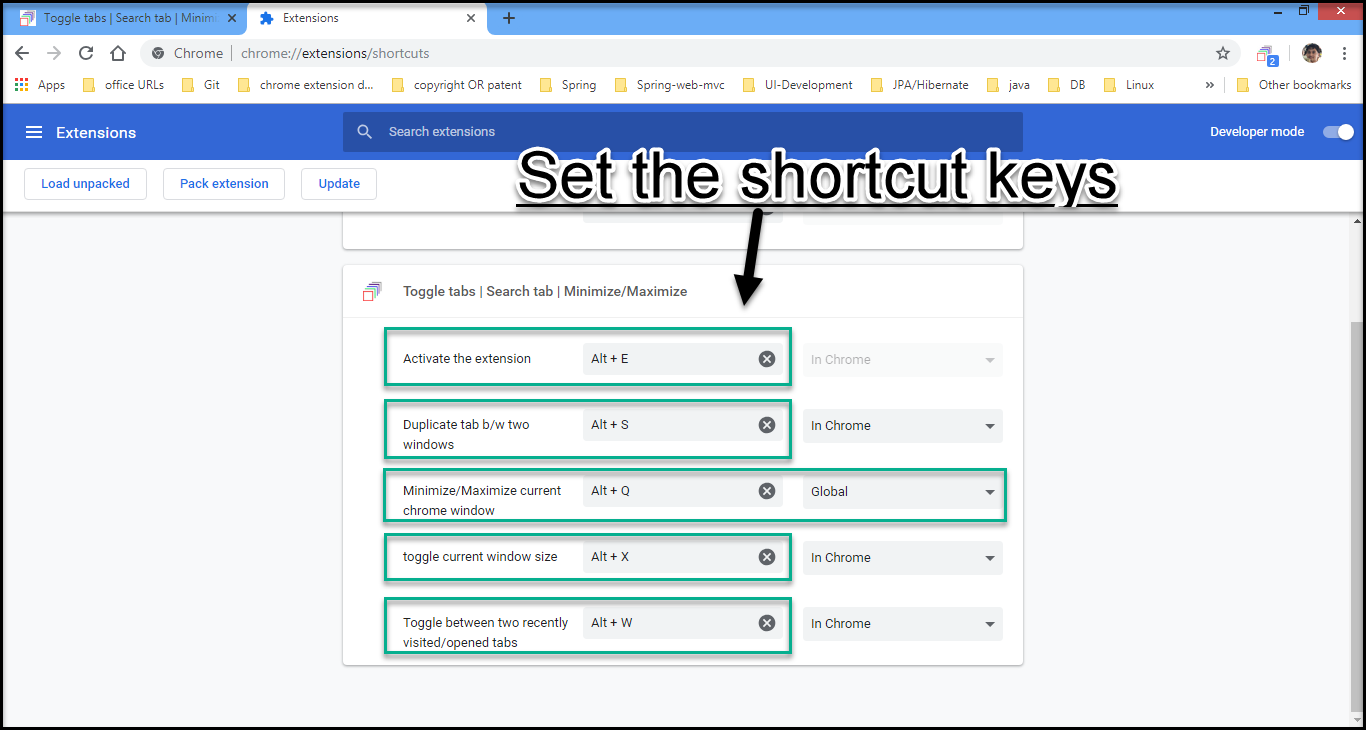 Toggle tabs | Search tab | Minim
Extensions
Chrome | chrome://extensions/shortcuts
2
Apps
office URLs
Git
chrome extension d...
copyright OR patent
Spring
Spring-web-mvc
UI-Development
JPA/Hibernate
java
DB
Linux
»
Other bookmarks
Extensions
Search extensions
Developer mode
Load unpacked
Pack extension
Update
Set the shortcut keys
Toggle tabs | Search tab | Minimize/Maximize
Activate the extension
Alt + E
In Chrome
Duplicate tab b/w two
windows
Alt + S
In Chrome
Minimize/Maximize current
chrome window
Alt + Q
Global
toggle current window size
Alt + X
In Chrome
Toggle between two recently
visited/opened tabs
Alt + W
In Chrome